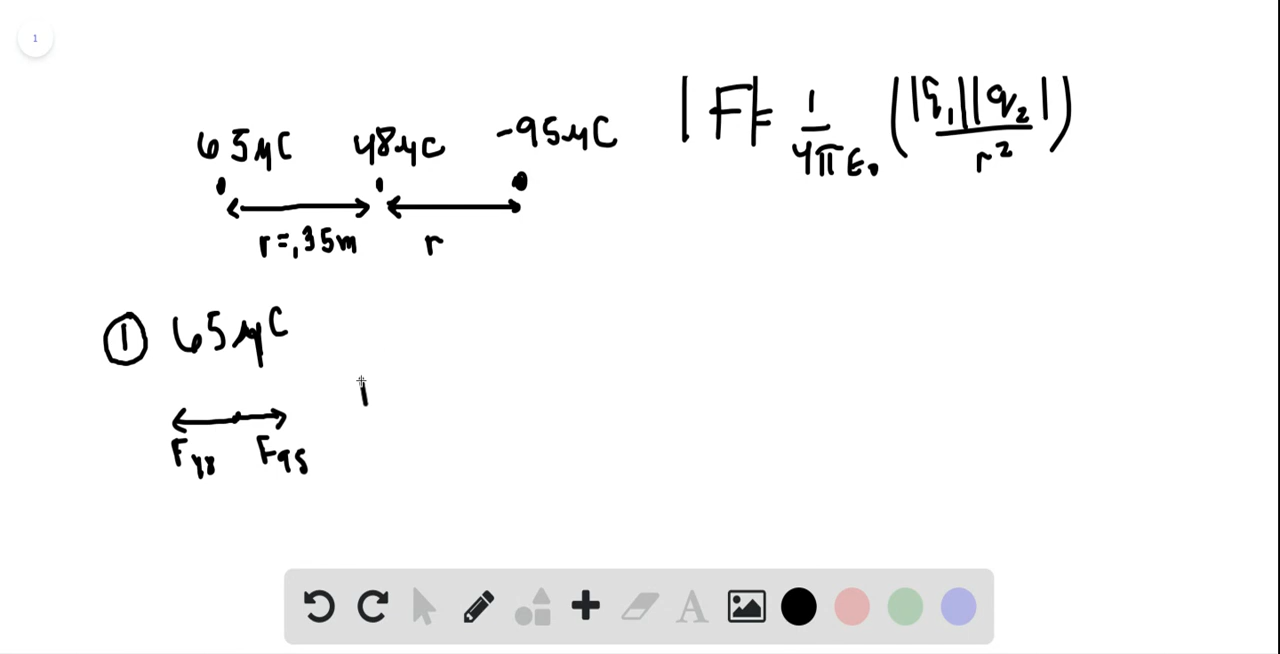 1
65μC 48μC -95μC
|F|= 1/4πε₀ (|q₁||q₂|/r²)
r=.35m r
① 65μC
F₄₈ F₉₅
A